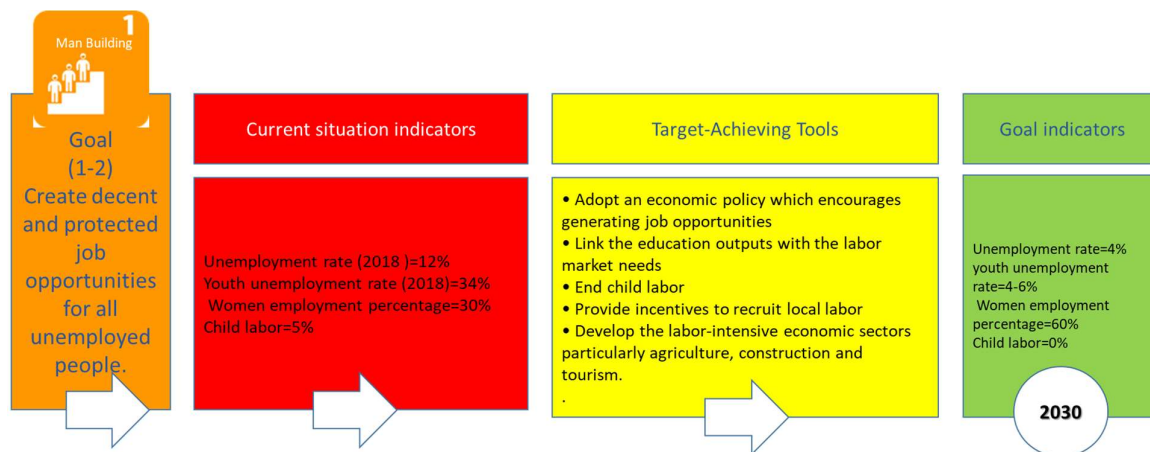 1
Man Building
Goal
(1-2)
Create decent
and protected
job
opportunities
for all
unemployed
people.
Current situation indicators
Unemployment rate (2018 )=12%
Youth unemployment rate (2018)=34%
Women employment percentage=30%
Child labor=5%
Target-Achieving Tools
• Adopt an economic policy which encourages
generating job opportunities
• Link the education outputs with the labor
market needs
• End child labor
• Provide incentives to recruit local labor
• Develop the labor-intensive economic sectors
particularly agriculture, construction and
tourism.
.
Goal indicators
Unemployment rate=4%
youth unemployment
rate=4-6%
Women employment
percentage=60%
Child labor=0%
2030